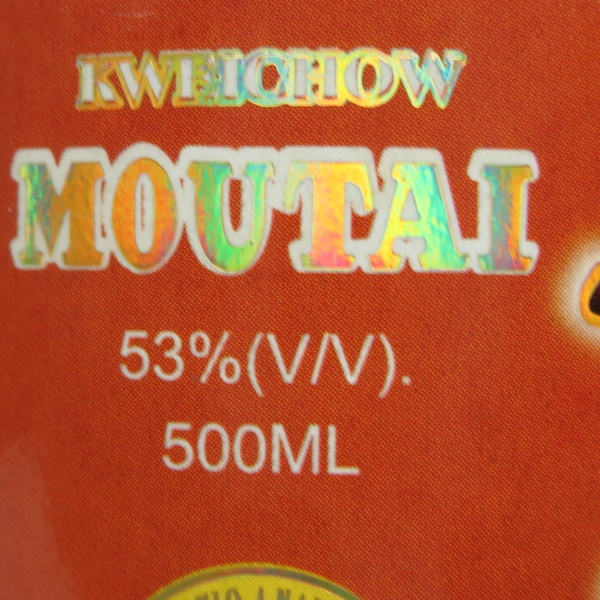 KWEICHOW
MOUTAI
53%(V/V).
500ML